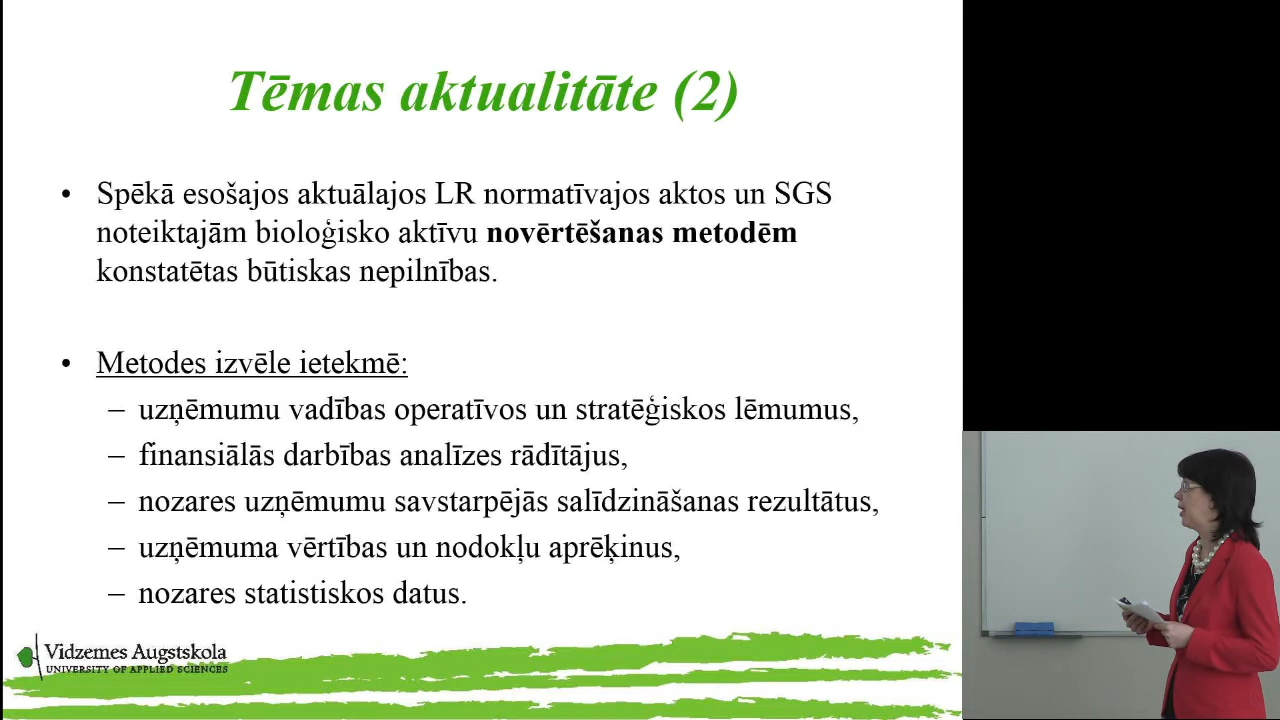 Tēmas aktualitāte (2)
• Spēkā esošajos aktuālajos LR normatīvajos aktos un SGS
noteiktajām bioloģisko aktīvu novērtēšanas metodēm
konstatētas būtiskas nepilnības.
• Metodes izvēle ietekmē:
– uzņēmumu vadības operatīvos un stratēģiskos lēmumus,
– finansiālās darbības analīzes rādītājus,
– nozares uzņēmumu savstarpējās salīdzināšanas rezultātus,
– uzņēmuma vērtības un nodokļu aprēķinus,
– nozares statistiskos datus.
Vidzemes Augstskola
UNIVERSITY OF APPLIED SCIENCES